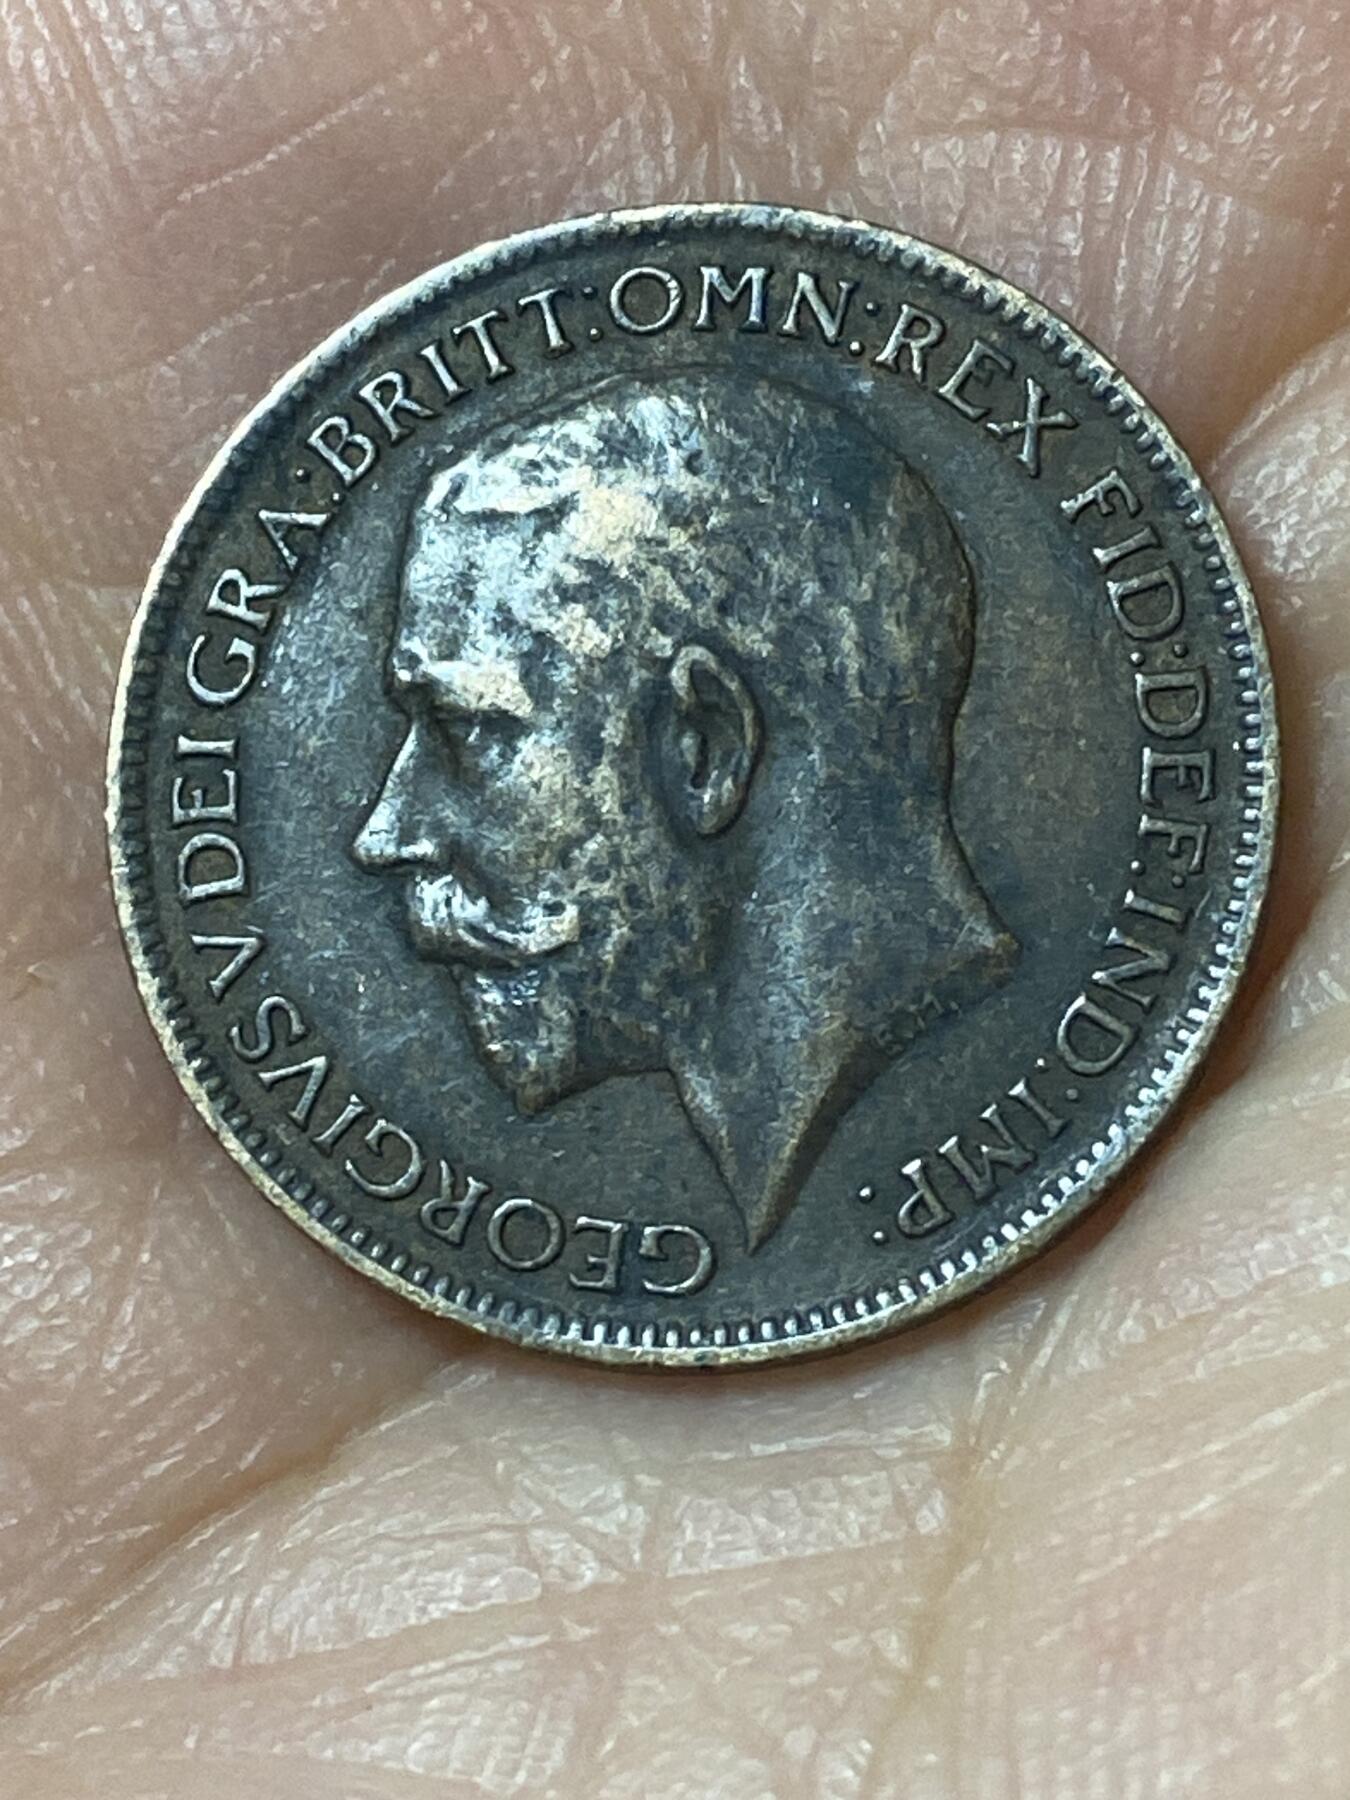 GEORGIVS V DEI GRA:BRITT:OMN:REX FID:DEF:IND:IMP:
B.M.